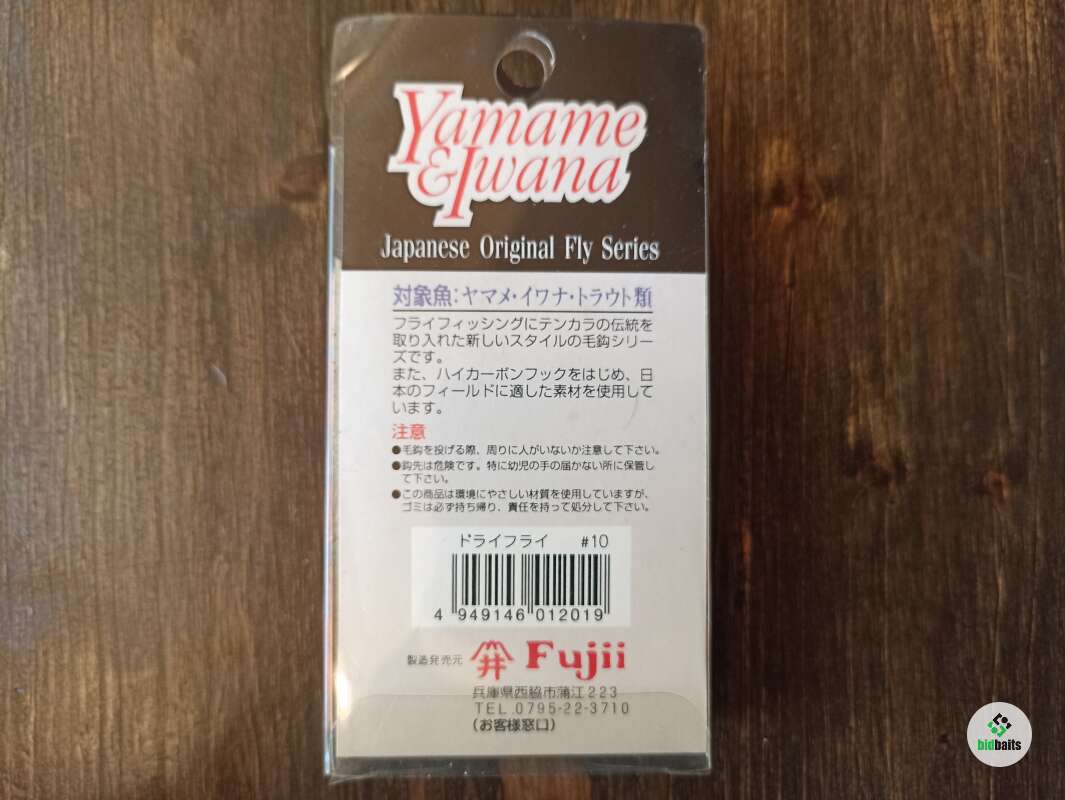 Yamame
&Iwana
Japanese Original Fly Series
対象魚：ヤマメ・イワナ・トラウト類
フライフィッシングにテンカラの伝統を
取り入れた新しいスタイルの毛鈎シリー
ズです。
また、ハイカーボンフックをはじめ、日
本のフィールドに適した素材を使用して
います。
注意
●毛鈎を投げる際、周りに人がいないか注意して下さい。
●鈎先は危険です。特に幼児の手の届かない所に保管し
て下さい。
●この商品は環境にやさしい材質を使用していますが、
ゴミは必ず持ち帰り、責任を持って処分して下さい。
ドライフライ #10
4 949146 012019
製造発売元 井 Fujii
兵庫県西脇市蒲江223
TEL.0795-22-3710
(お客様窓口)
bidbaits